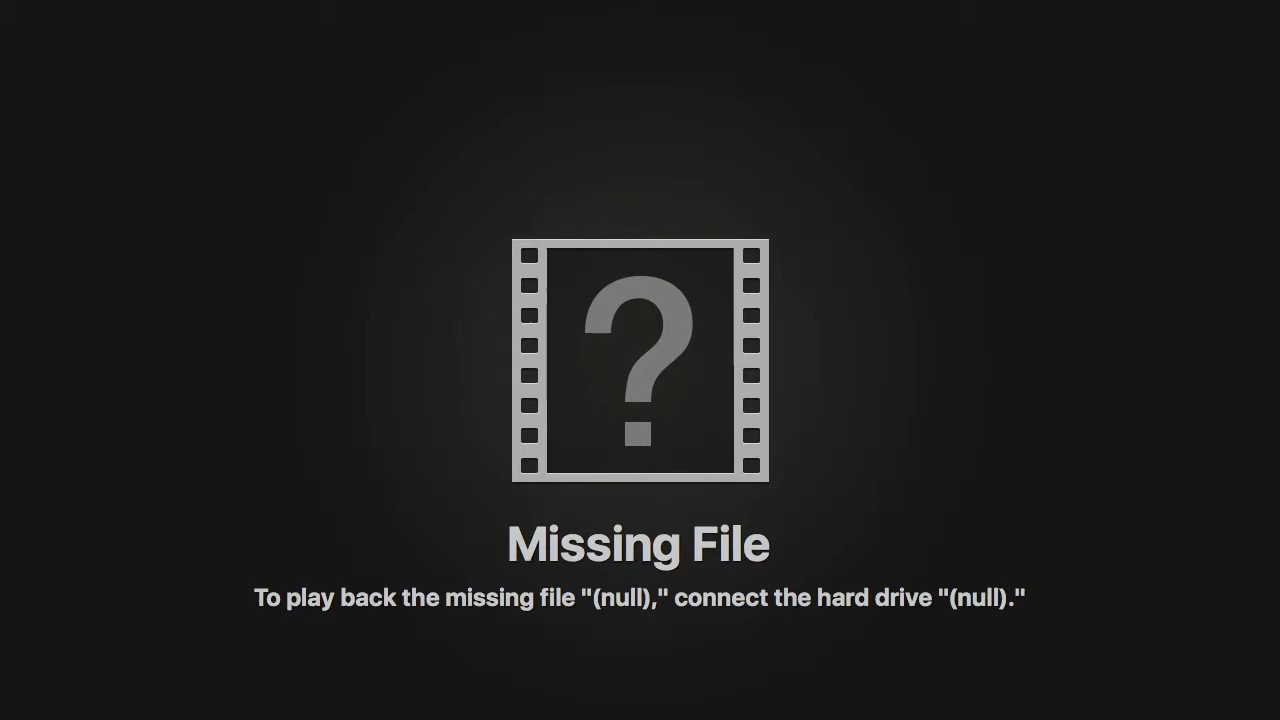 ?
Missing File
To play back the missing file "(null)," connect the hard drive "(null)."